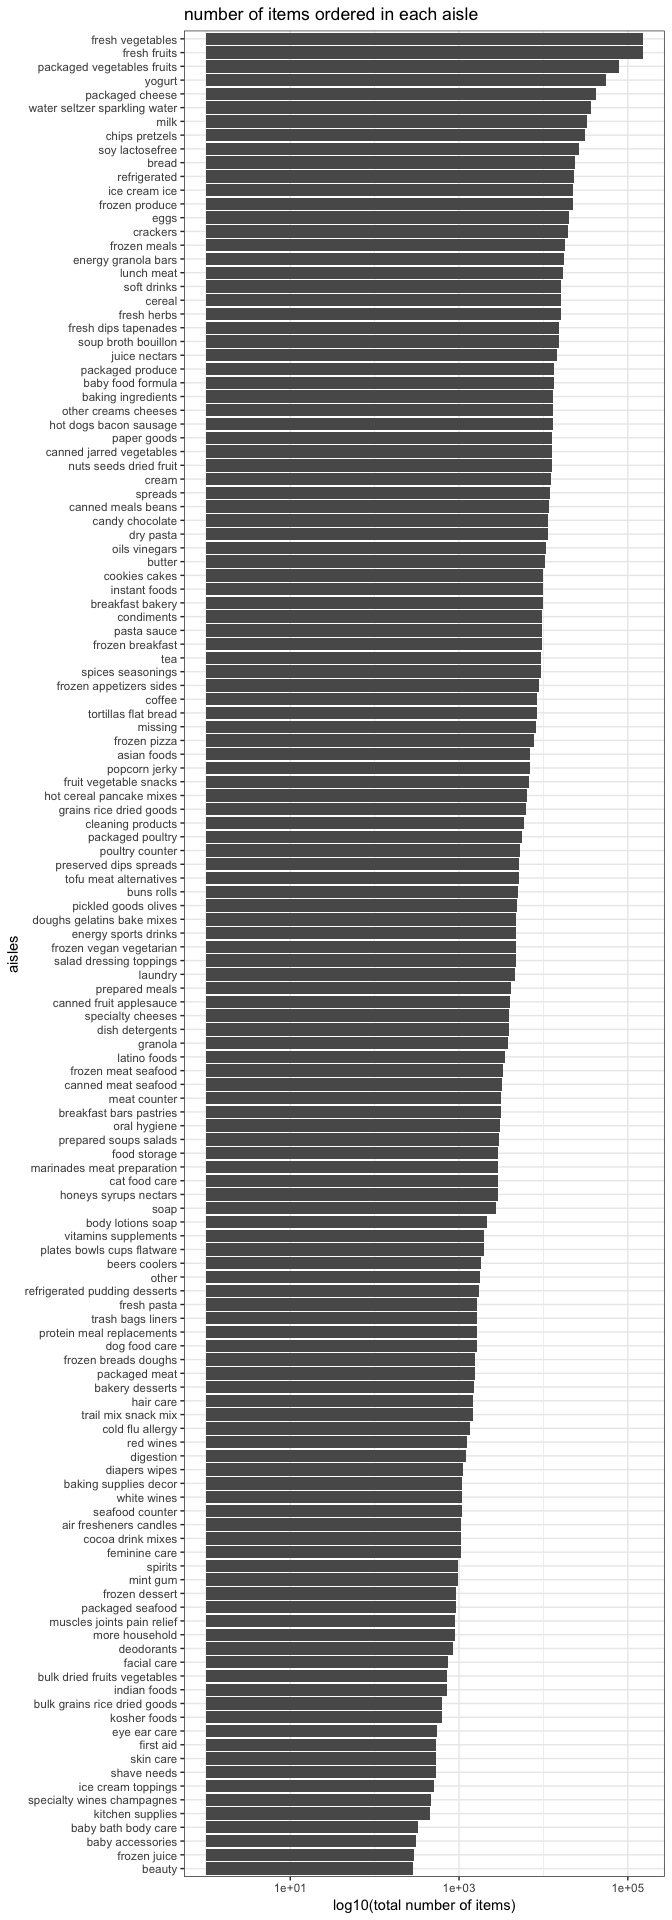 number of items ordered in each aisle
fresh vegetables
fresh fruits
packaged vegetables fruits
yogurt
packaged cheese
water seltzer sparkling water
milk
chips pretzels
soy lactosefree
bread
refrigerated
ice cream ice
frozen produce
eggs
crackers
frozen meals
energy granola bars
lunch meat
soft drinks
cereal
fresh herbs
fresh dips tapenades
soup broth bouillon
juice nectars
packaged produce
baby food formula
baking ingredients
other creams cheeses
hot dogs bacon sausage
paper goods
canned jarred vegetables
nuts seeds dried fruit
cream
spreads
canned meals beans
candy chocolate
dry pasta
oils vinegars
butter
cookies cakes
instant foods
breakfast bakery
condiments
pasta sauce
frozen breakfast
tea
spices seasonings
frozen appetizers sides
coffee
tortillas flat bread
missing
frozen pizza
asian foods
popcorn jerky
fruit vegetable snacks
hot cereal pancake mixes
grains rice dried goods
cleaning products
packaged poultry
poultry counter
preserved dips spreads
tofu meat alternatives
buns rolls
pickled goods olives
doughs gelatins bake mixes
energy sports drinks
frozen vegan vegetarian
salad dressing toppings
laundry
prepared meals
canned fruit applesauce
specialty cheeses
dish detergents
granola
latino foods
frozen meat seafood
canned meat seafood
meat counter
breakfast bars pastries
oral hygiene
prepared soups salads
food storage
marinades meat preparation
cat food care
honeys syrups nectars
soap
body lotions soap
vitamins supplements
plates bowls cups flatware
beers coolers
other
refrigerated pudding desserts
fresh pasta
trash bags liners
protein meal replacements
dog food care
frozen breads doughs
packaged meat
bakery desserts
hair care
trail mix snack mix
cold flu allergy
red wines
digestion
diapers wipes
baking supplies decor
white wines
seafood counter
air fresheners candles
cocoa drink mixes
feminine care
spirits
mint gum
frozen dessert
packaged seafood
muscles joints pain relief
more household
deodorants
facial care
bulk dried fruits vegetables
indian foods
bulk grains rice dried goods
kosher foods
eye ear care
first aid
skin care
shave needs
ice cream toppings
specialty wines champagnes
kitchen supplies
baby bath body care
baby accessories
frozen juice
beauty
aisles
1e+01
1e+03
1e+05
log10(total number of items)